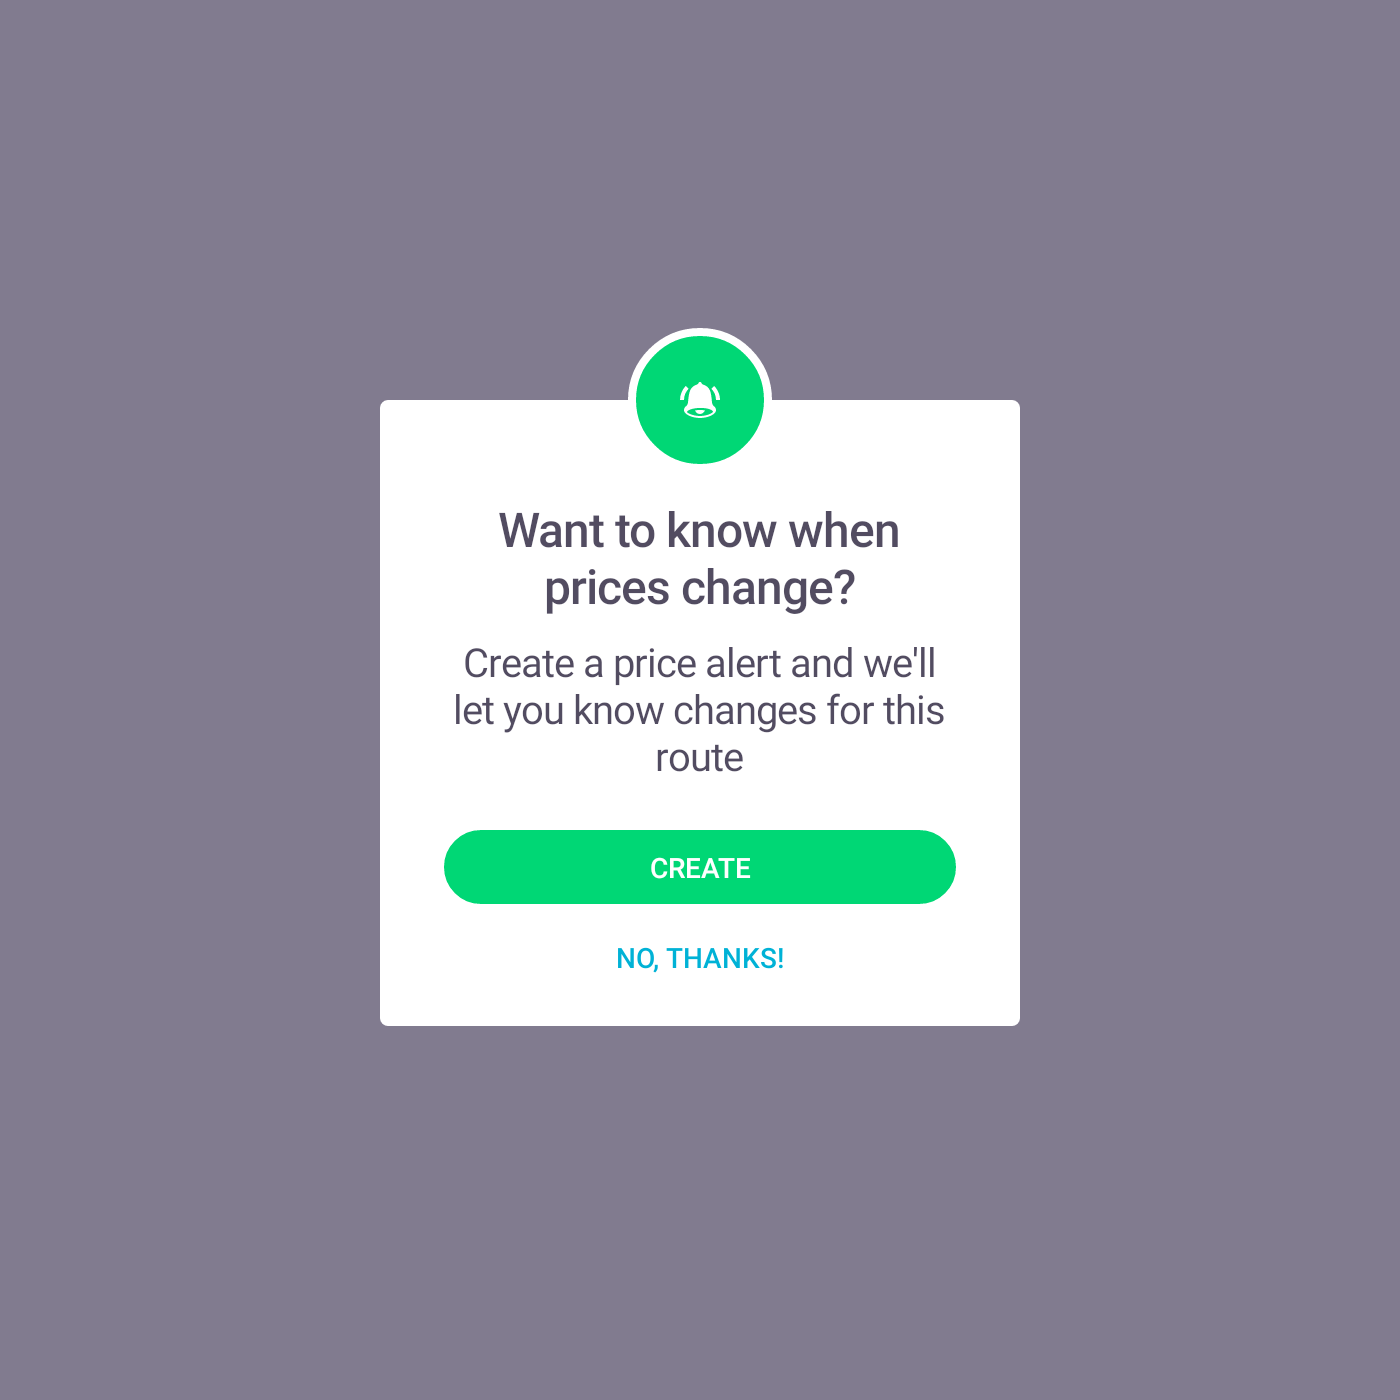 Want to know when
prices change?
Create a price alert and we'll
let you know changes for this
route
CREATE
NO, THANKS!